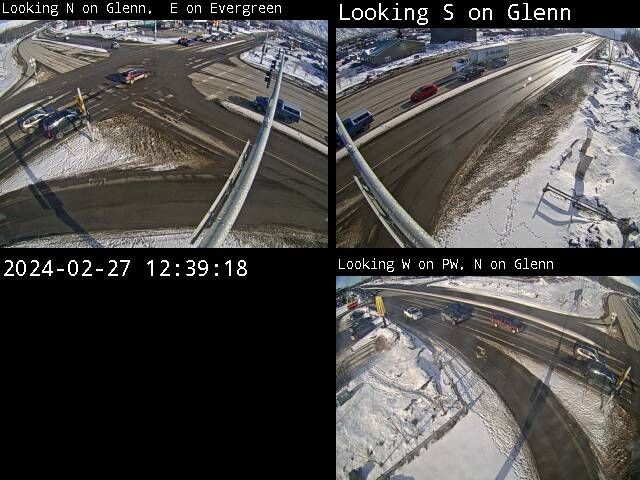 Looking N on Glenn,  E on Evergreen
Looking S on Glenn
2024-02-27 12:39:18
Looking W on PW, N on Glenn